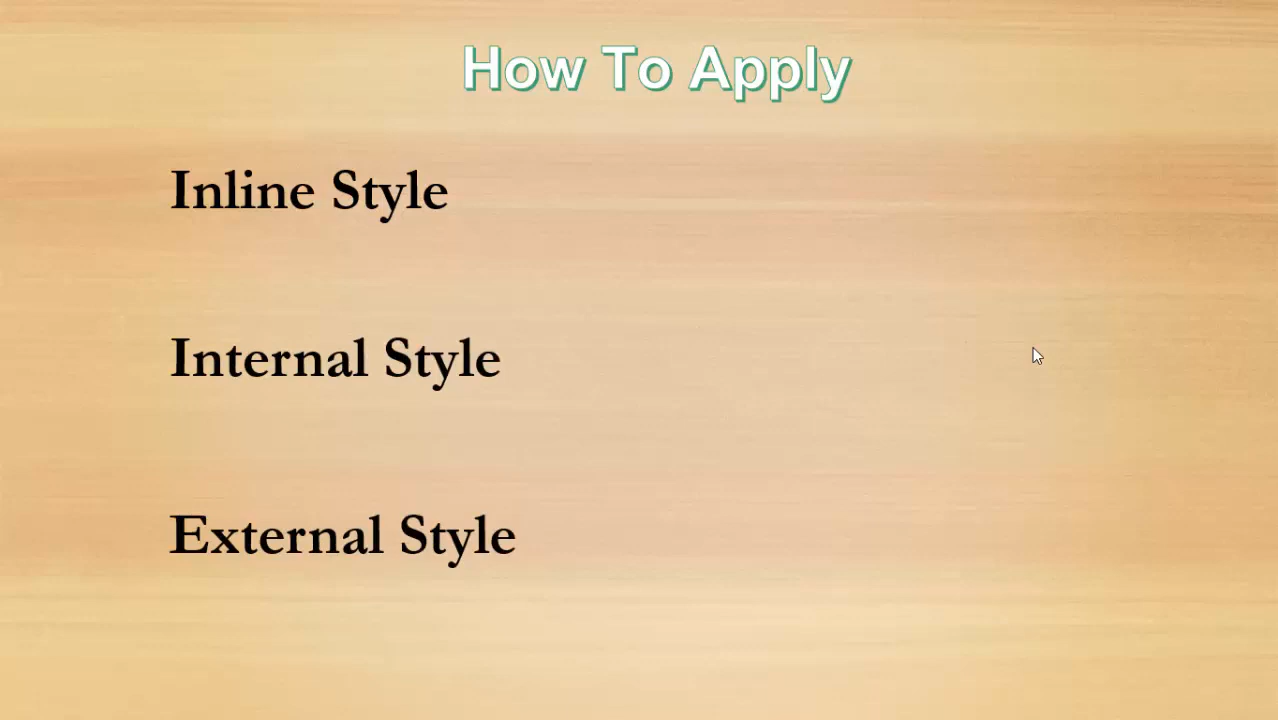 How To Apply
Inline Style
Internal Style
External Style